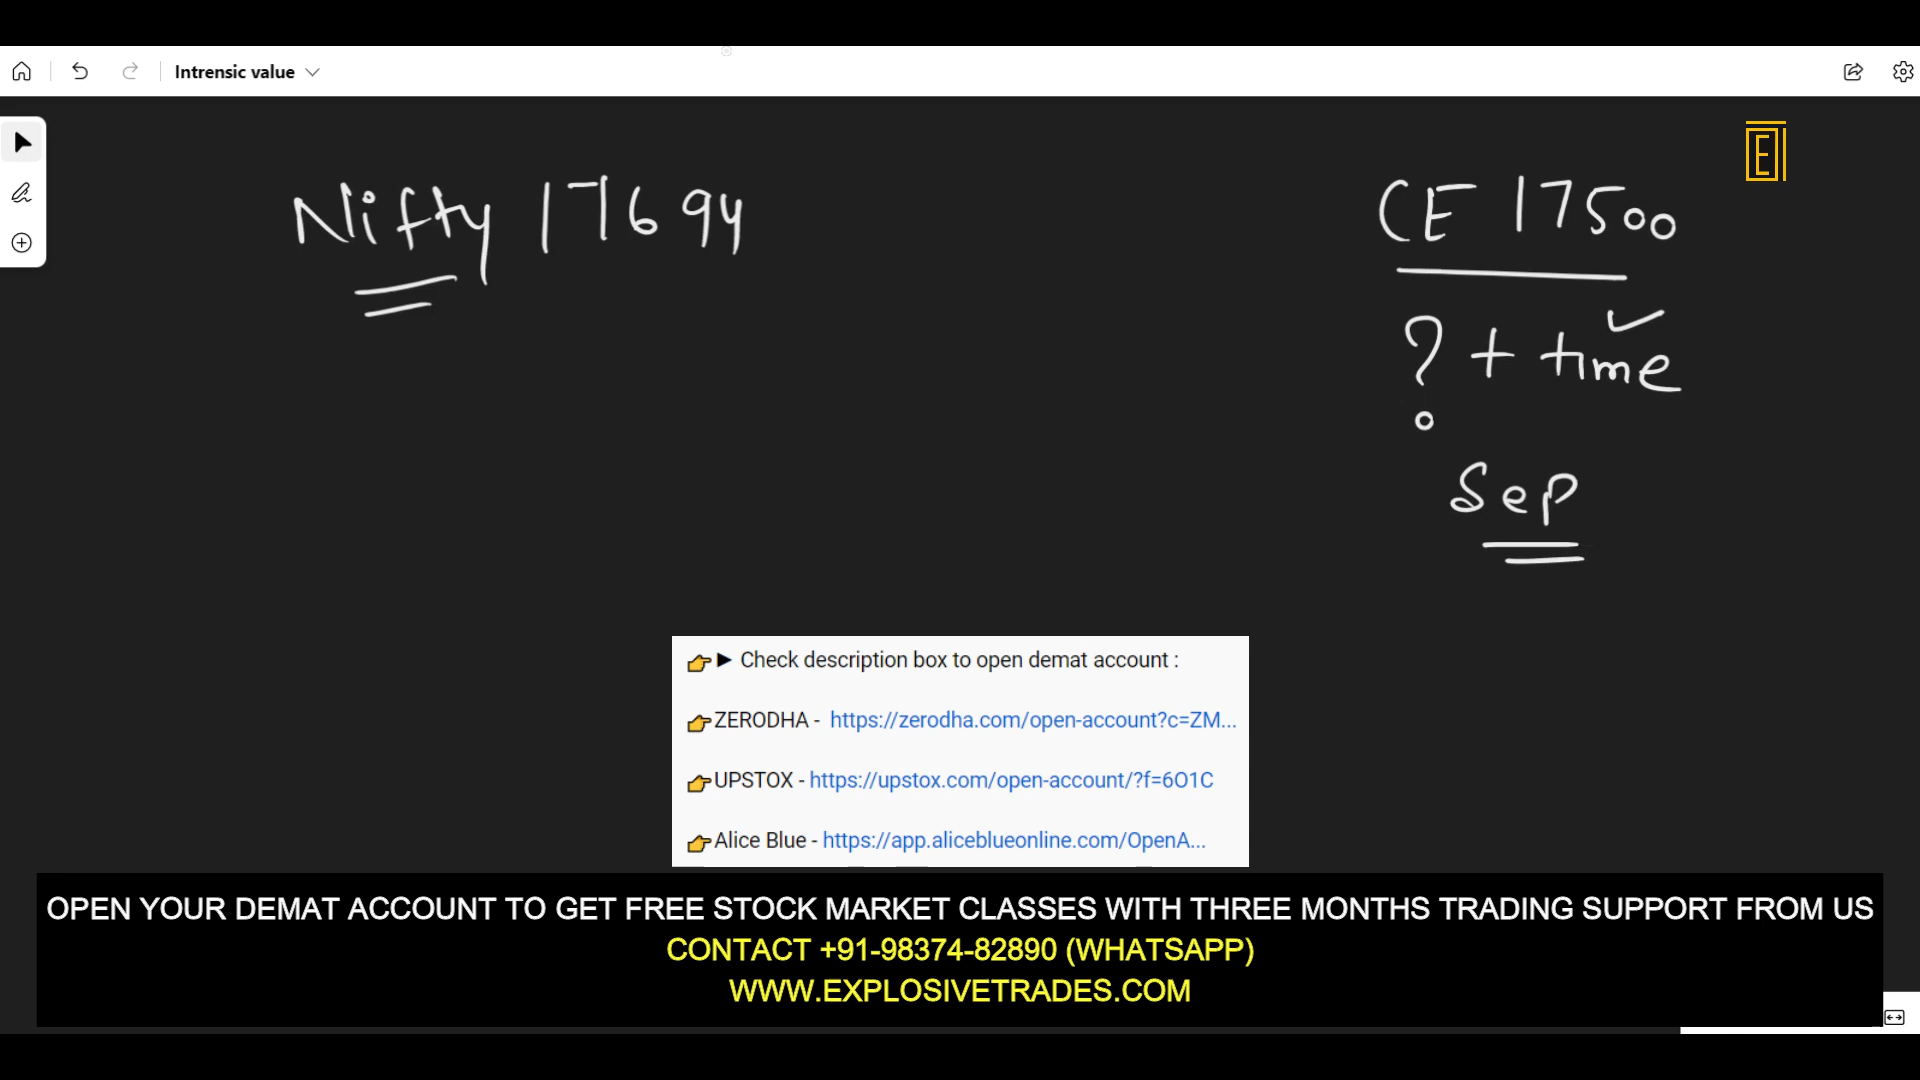 Intrensic value
Nifty 17694
CE 17500
? + time
Sep
👉► Check description box to open demat account :
👉ZERODHA - https://zerodha.com/open-account?c=ZM...
👉UPSTOX - https://upstox.com/open-account/?f=6O1C
👉Alice Blue - https://app.aliceblueonline.com/OpenA...
OPEN YOUR DEMAT ACCOUNT TO GET FREE STOCK MARKET CLASSES WITH THREE MONTHS TRADING SUPPORT FROM US
CONTACT +91-98374-82890 (WHATSAPP)
WWW.EXPLOSIVETRADES.COM